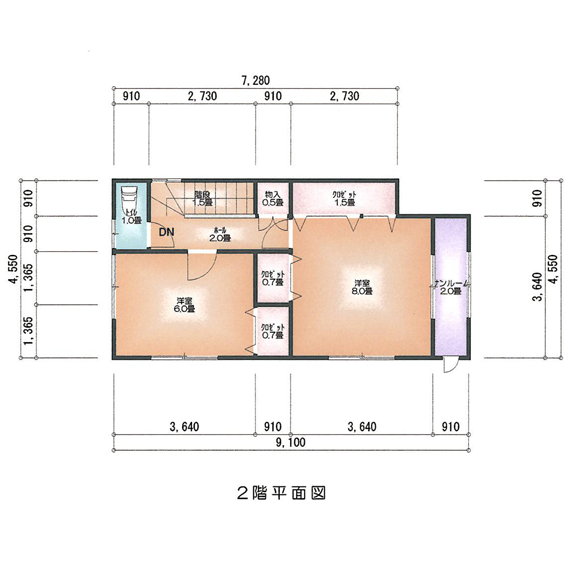 7,280
910 2,730 910 2,730
910
910
1,365
1,365
4,550
910
3,640
4,550
ﾄｲﾚ
1.0畳
階段
1.5畳
物入
0.5畳
ｸﾛｾﾞｯﾄ
1.5畳
DN
ﾎｰﾙ
2.0畳
洋室
6.0畳
ｸﾛｾﾞｯﾄ
0.7畳
ｸﾛｾﾞｯﾄ
0.7畳
洋室
8.0畳
サンルーム
2.0畳
3,640 910 3,640 910
9,100
2階平面図